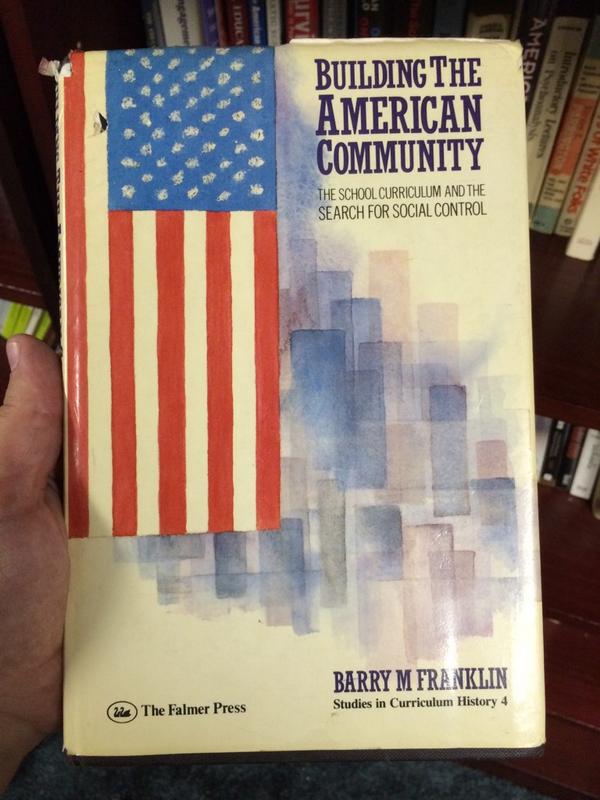 BUILDING THE
AMERICAN
COMMUNITY
THE SCHOOL CURRICULUM AND THE
SEARCH FOR SOCIAL CONTROL
BARRY M FRANKLIN
Studies in Curriculum History 4
The Falmer Press